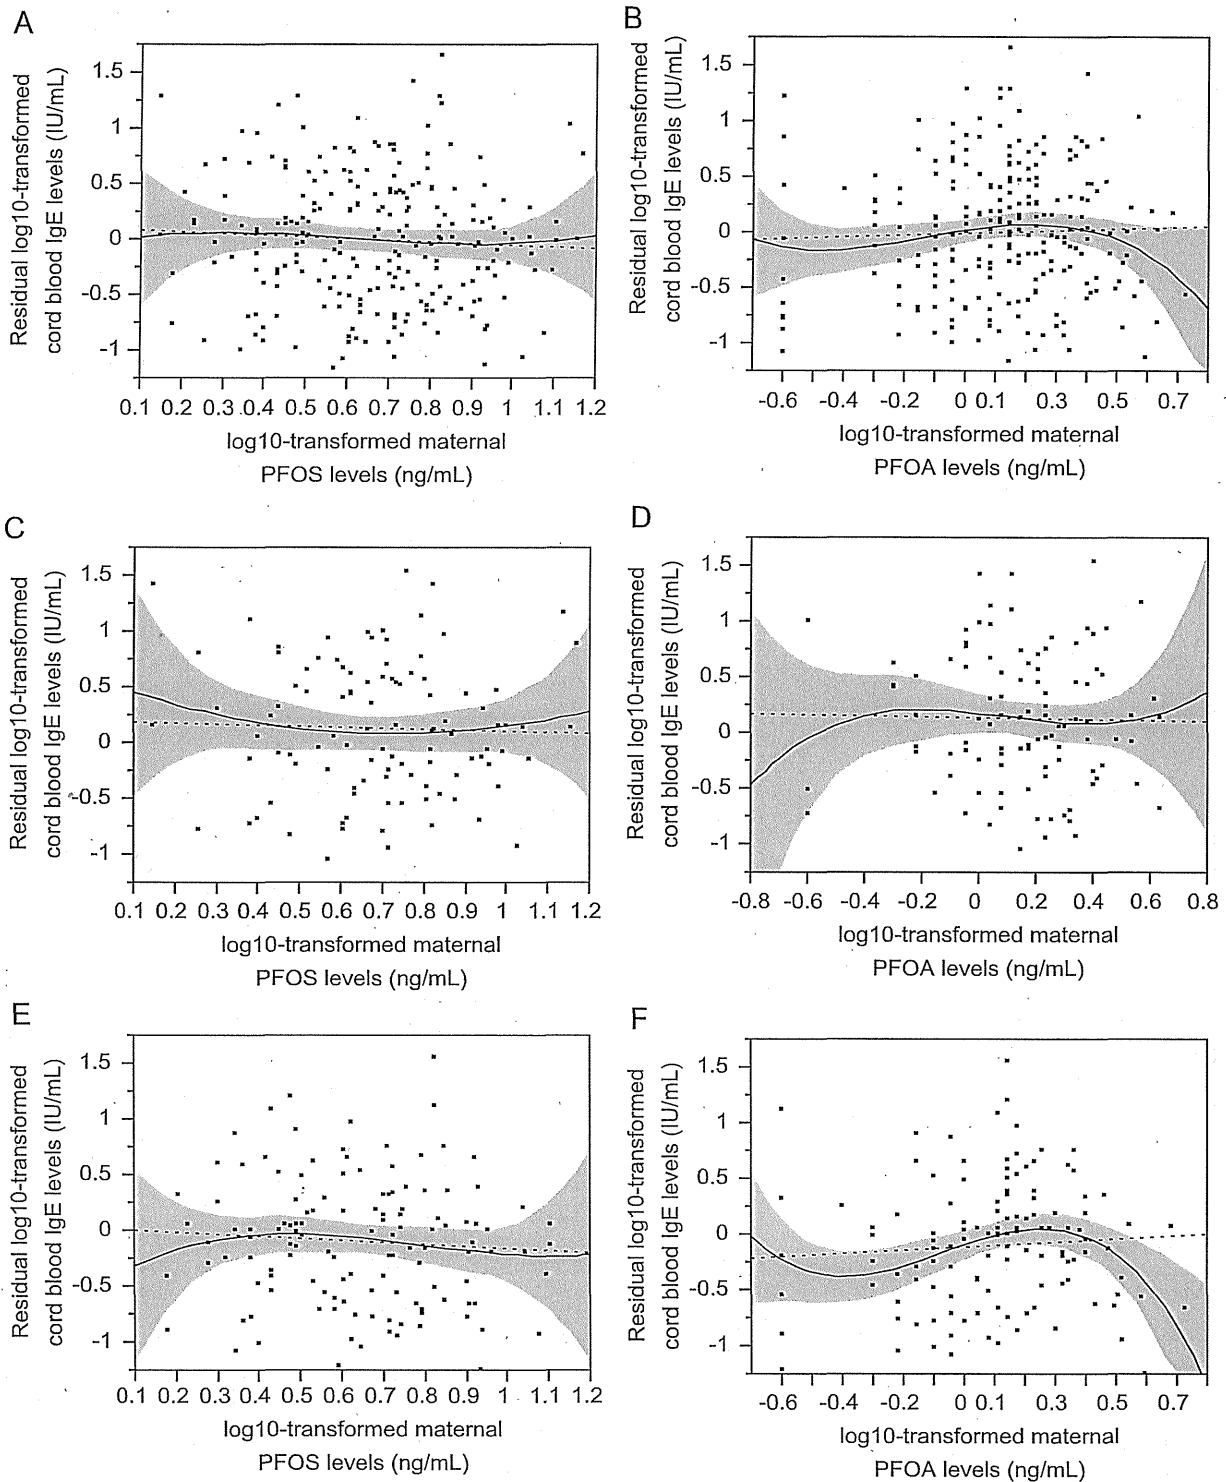 A
Residual log10-transformed
cord blood IgE levels (IU/mL)
1.5
1
0.5
0
-0.5
-1
0.1 0.2 0.3 0.4 0.5 0.6 0.7 0.8 0.9 1 1.1 1.2
log10-transformed maternal
PFOS levels (ng/mL)
B
Residual log10-transformed
cord blood IgE levels (IU/mL)
1.5
1
0.5
0
-0.5
-1
-0.6 -0.4 -0.2 0 0.1 0.3 0.5 0.7
log10-transformed maternal
PFOA levels (ng/mL)
C
Residual log10-transformed
cord blood IgE levels (IU/mL)
1.5
1
0.5
0
-0.5
-1
0.1 0.2 0.3 0.4 0.5 0.6 0.7 0.8 0.9 1 1.1 1.2
log10-transformed maternal
PFOS levels (ng/mL)
D
Residual log10-transformed
cord blood IgE levels (IU/mL)
1.5
1
0.5
0
-0.5
-1
-0.8 -0.6 -0.4 -0.2 0 0.2 0.4 0.6 0.8
log10-transformed maternal
PFOA levels (ng/mL)
E
Residual log10-transformed
cord blood IgE levels (IU/mL)
1.5
1
0.5
0
-0.5
-1
0.1 0.2 0.3 0.4 0.5 0.6 0.7 0.8 0.9 1 1.1 1.2
log10-transformed maternal
PFOS levels (ng/mL)
F
Residual log10-transformed
cord blood IgE levels (IU/mL)
1.5
1
0.5
0
-0.5
-1
-0.6 -0.4 -0.2 0 0.1 0.3 0.5 0.7
log10-transformed maternal
PFOA levels (ng/mL)